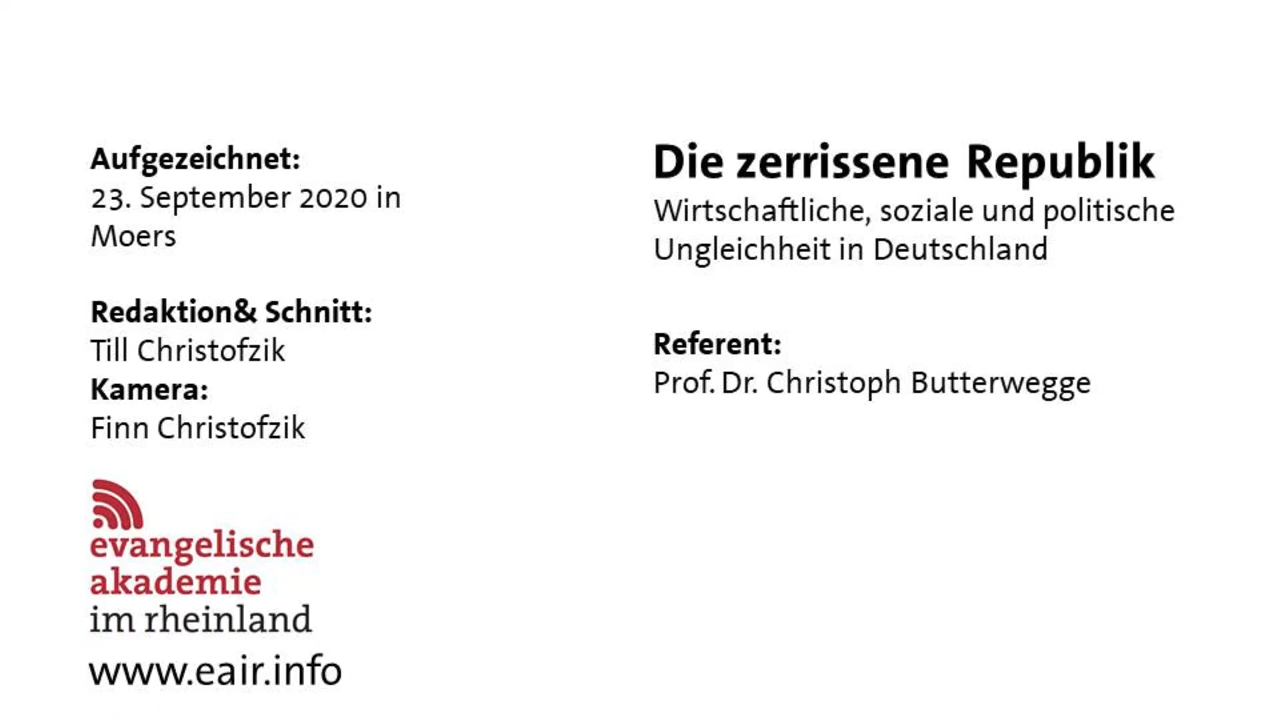 Aufgezeichnet:
23. September 2020 in
Moers
Redaktion& Schnitt:
Till Christofzik
Kamera:
Finn Christofzik
evangelische
akademie
im rheinland
www.eair.info
Die zerrissene Republik
Wirtschaftliche, soziale und politische
Ungleichheit in Deutschland
Referent:
Prof. Dr. Christoph Butterwegge